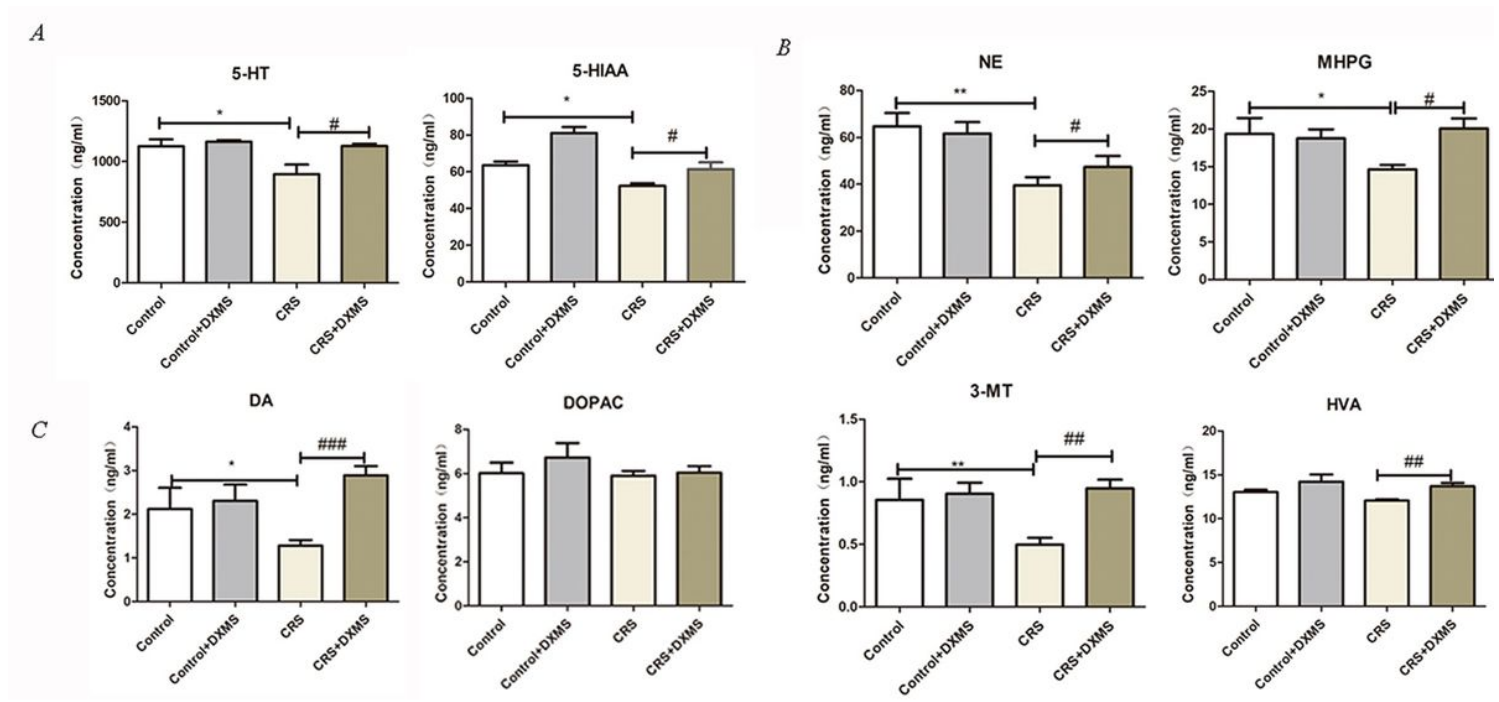 A
5-HT
Concentration（ng/ml）
1500
1000
500
0
*
#
Control
Control+DXMS
CRS
CRS+DXMS
5-HIAA
Concentration（ng/ml）
100
80
60
40
20
0
*
#
Control
Control+DXMS
CRS
CRS+DXMS
B
NE
Concentration（ng/ml）
80
60
40
20
0
**
#
Control
Control+DXMS
CRS
CRS+DXMS
MHPG
Concentration（ng/ml）
25
20
15
10
5
0
*
#
Control
Control+DXMS
CRS
CRS+DXMS
C
DA
Concentration（ng/ml）
4
3
2
1
0
*
###
Control
Control+DXMS
CRS
CRS+DXMS
DOPAC
Concentration（ng/ml）
8
6
4
2
0
Control
Control+DXMS
CRS
CRS+DXMS
3-MT
Concentration（ng/ml）
1.5
1.0
0.5
0.0
**
##
Control
Control+DXMS
CRS
CRS+DXMS
HVA
Concentration（ng/ml）
20
15
10
5
0
##
Control
Control+DXMS
CRS
CRS+DXMS